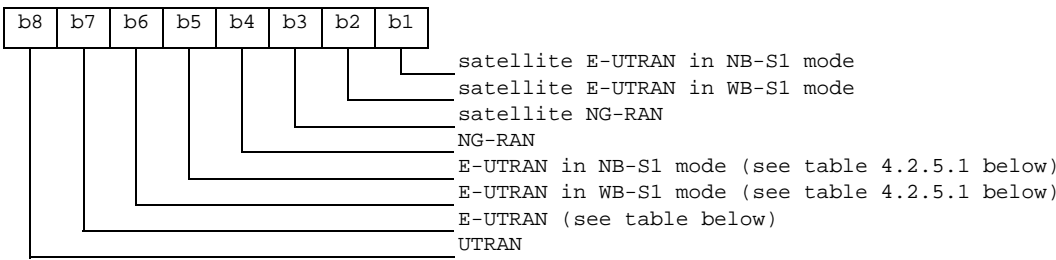 b8 b7 b6 b5 b4 b3 b2 b1
satellite E-UTRAN in NB-S1 mode
satellite E-UTRAN in WB-S1 mode
satellite NG-RAN
NG-RAN
E-UTRAN in NB-S1 mode (see table 4.2.5.1 below)
E-UTRAN in WB-S1 mode (see table 4.2.5.1 below)
E-UTRAN (see table below)
UTRAN